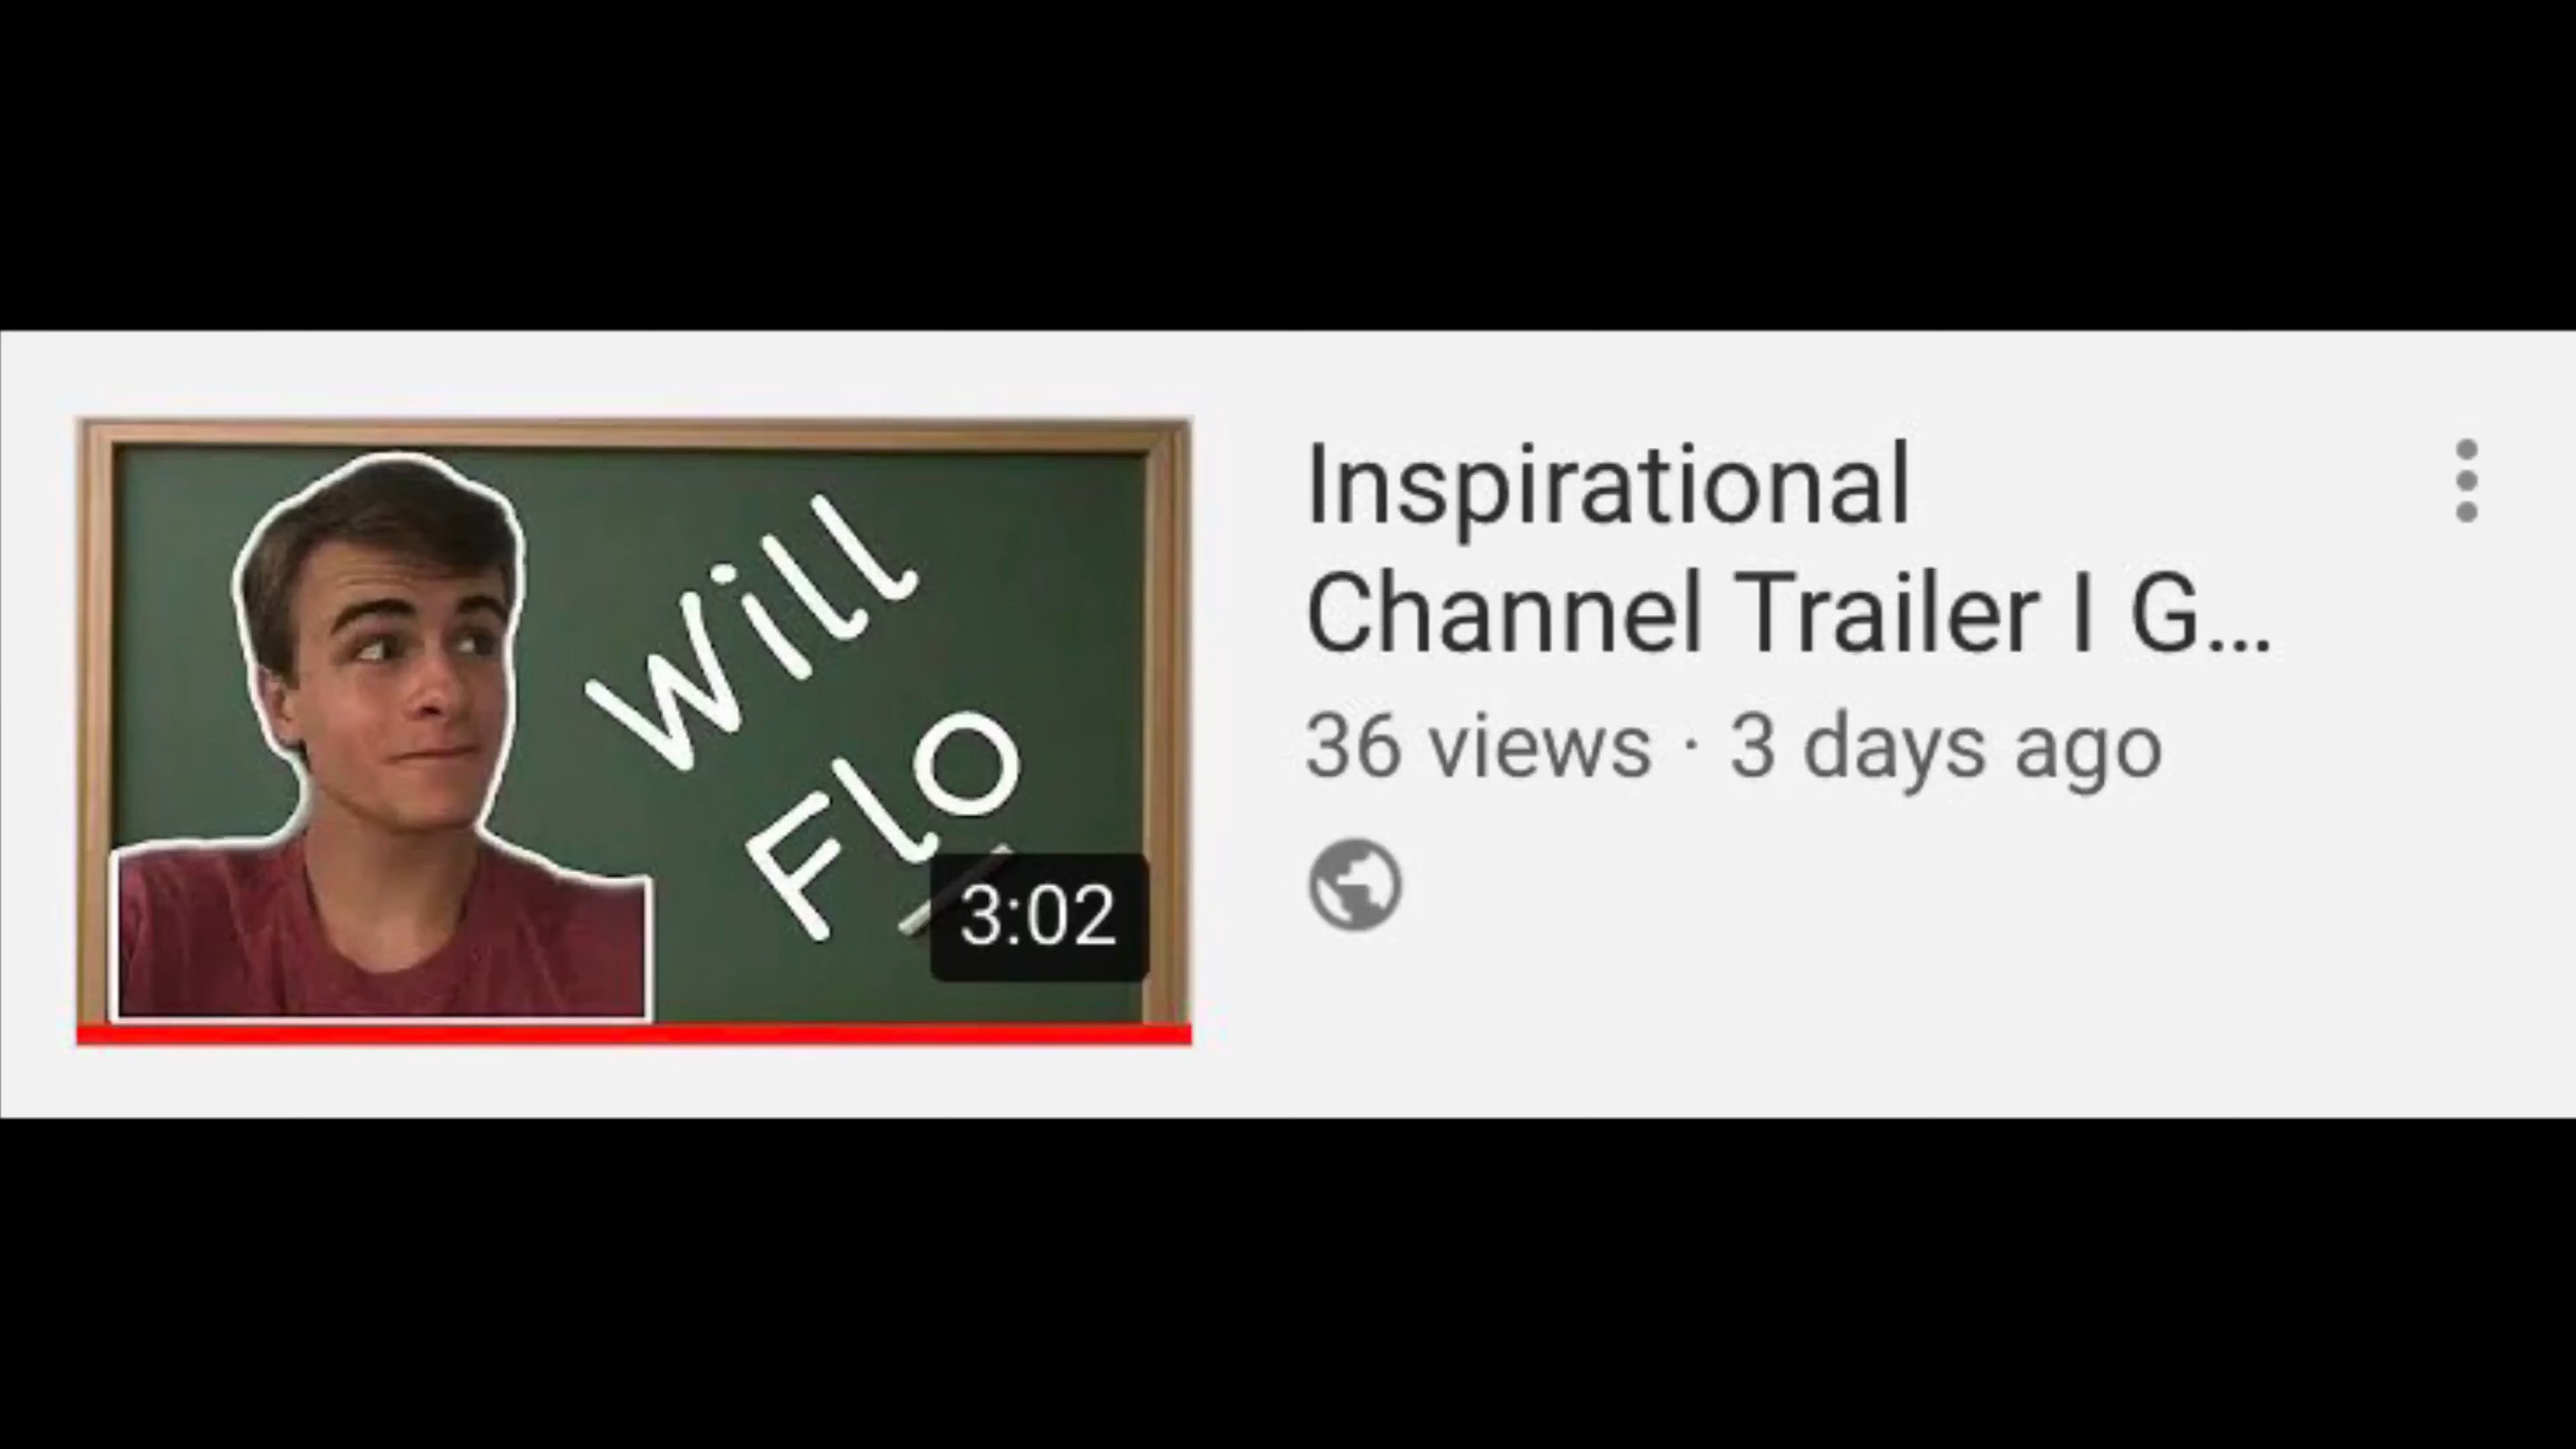 Will
Flo
3:02
Inspirational
Channel Trailer I G...
36 views · 3 days ago